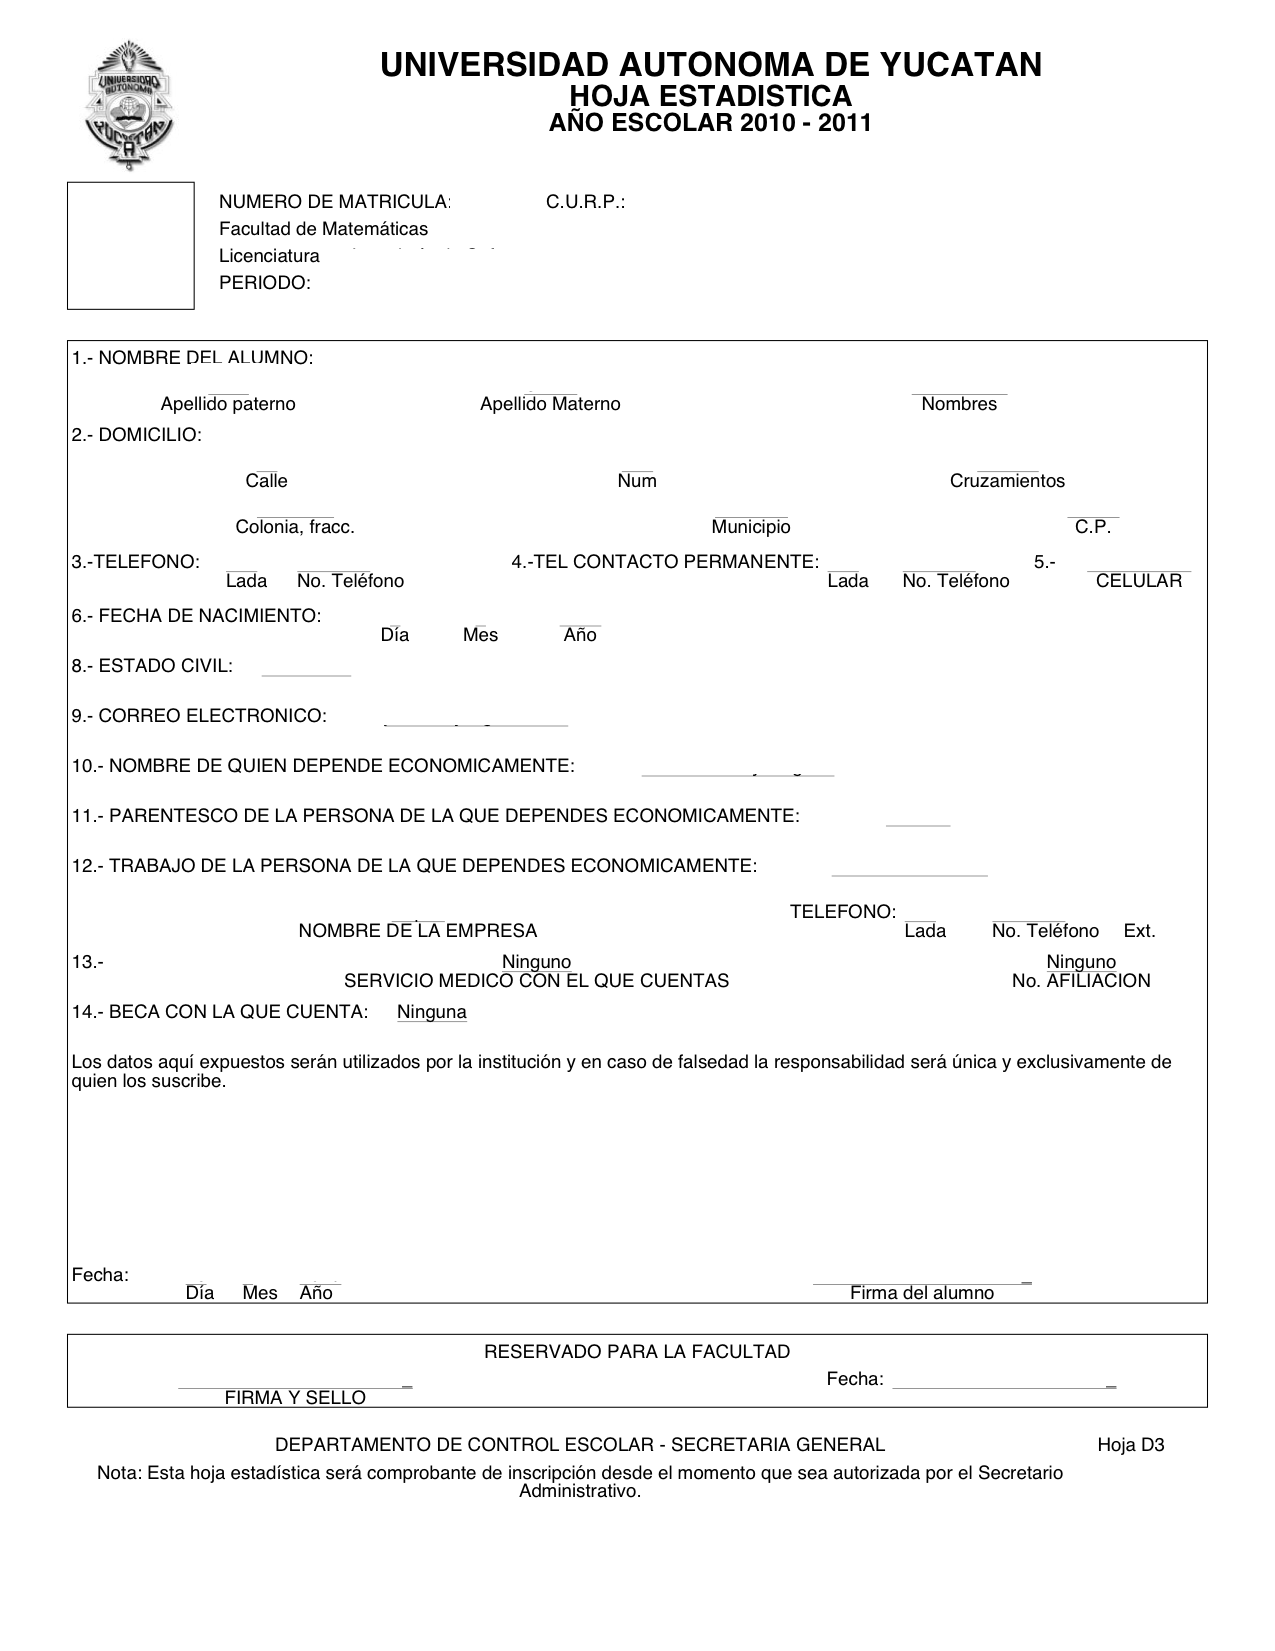 UNIVERSIDAD AUTONOMA YUCATAN
UNIVERSIDAD AUTONOMA DE YUCATAN
HOJA ESTADISTICA
AÑO ESCOLAR 2010 - 2011
NUMERO DE MATRICULA: C.U.R.P.:
Facultad de Matemáticas
Licenciatura
PERIODO:
1.- NOMBRE DEL ALUMNO:
Apellido paterno Apellido Materno Nombres
2.- DOMICILIO:
Calle Num Cruzamientos
Colonia, fracc. Municipio C.P.
3.-TELEFONO: 4.-TEL CONTACTO PERMANENTE: 5.-
Lada No. Teléfono Lada No. Teléfono CELULAR
6.- FECHA DE NACIMIENTO:
Día Mes Año
8.- ESTADO CIVIL:
9.- CORREO ELECTRONICO:
10.- NOMBRE DE QUIEN DEPENDE ECONOMICAMENTE:
11.- PARENTESCO DE LA PERSONA DE LA QUE DEPENDES ECONOMICAMENTE:
12.- TRABAJO DE LA PERSONA DE LA QUE DEPENDES ECONOMICAMENTE:
TELEFONO:
NOMBRE DE LA EMPRESA Lada No. Teléfono Ext.
13.- Ninguno Ninguno
SERVICIO MEDICO CON EL QUE CUENTAS No. AFILIACION
14.- BECA CON LA QUE CUENTA: Ninguna
Los datos aquí expuestos serán utilizados por la institución y en caso de falsedad la responsabilidad será única y exclusivamente de
quien los suscribe.
Fecha:
Día Mes Año Firma del alumno
RESERVADO PARA LA FACULTAD
Fecha:
FIRMA Y SELLO
DEPARTAMENTO DE CONTROL ESCOLAR - SECRETARIA GENERAL Hoja D3
Nota: Esta hoja estadística será comprobante de inscripción desde el momento que sea autorizada por el Secretario
Administrativo.